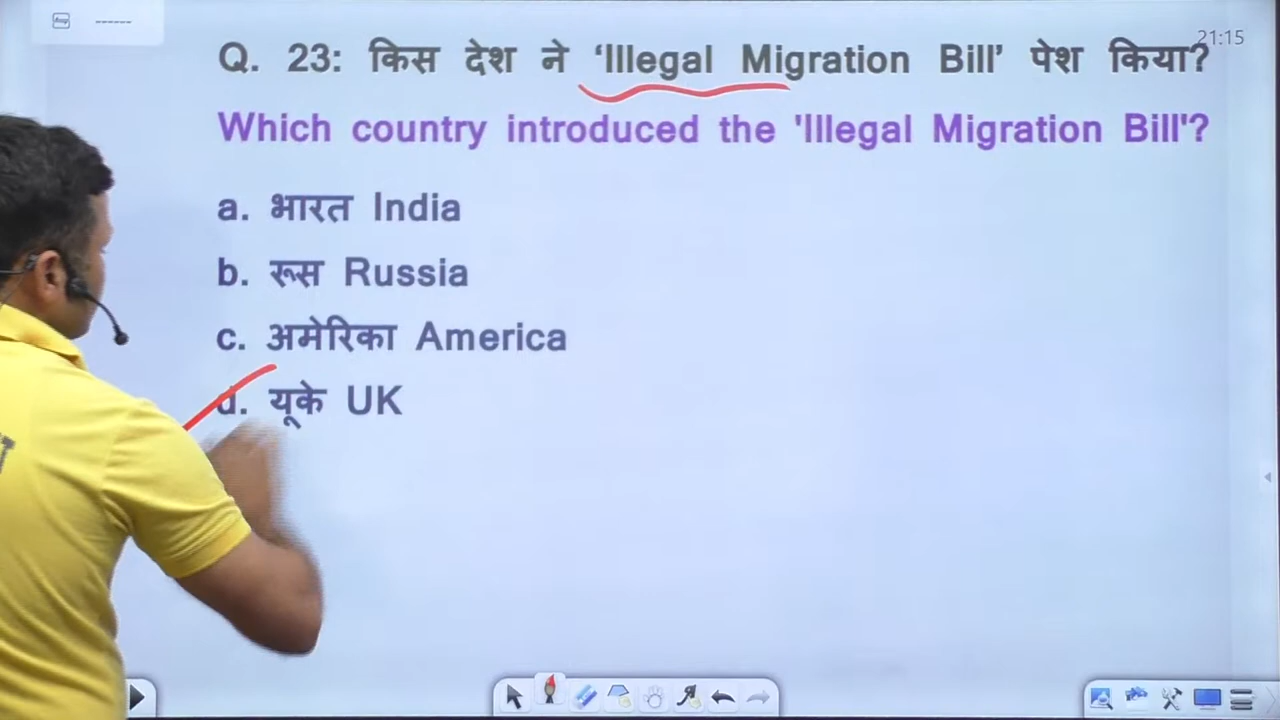 21:15
Q. 23: किस देश ने ‘Illegal Migration Bill’ पेश किया?
Which country introduced the 'Illegal Migration Bill'?
a. भारत India
b. रूस Russia
c. अमेरिका America
d. यूके UK